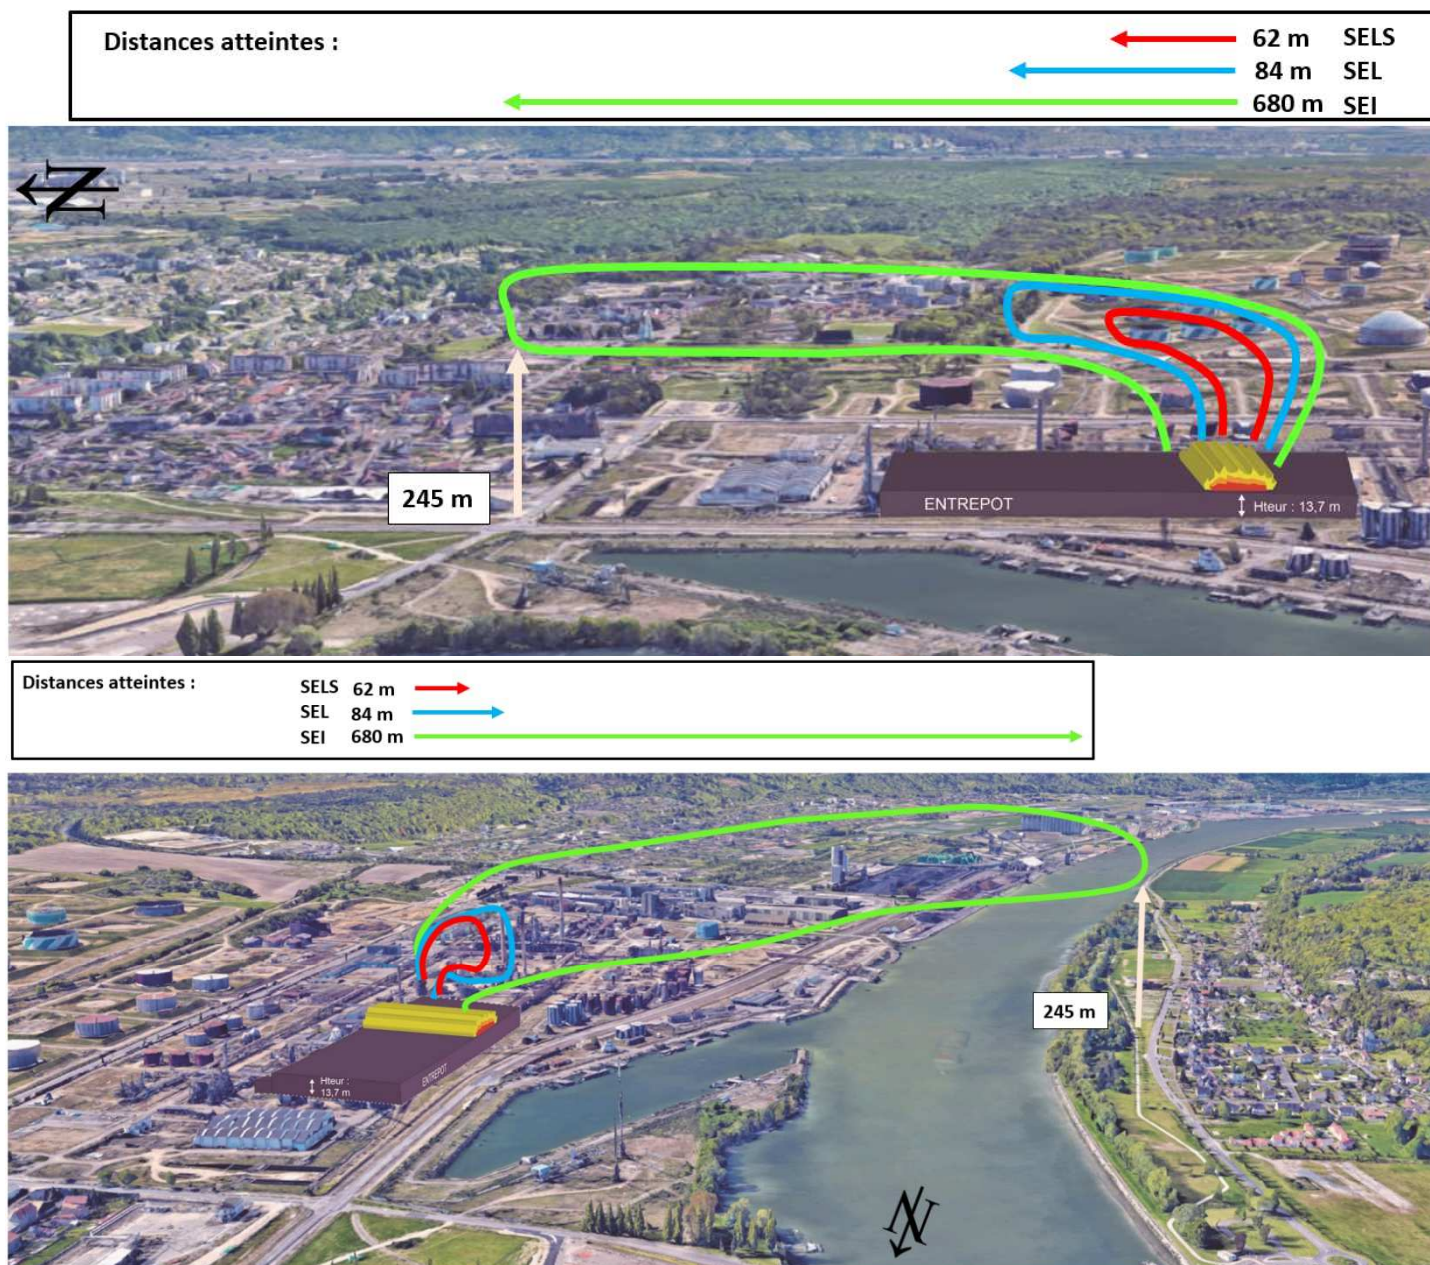 Distances atteintes :
62 m SELS
84 m SEL
680 m SEI
N
245 m
ENTREPOT
Hteur : 13,7 m
Distances atteintes :
SELS 62 m
SEL 84 m
SEI 680 m
245 m
Hteur :
13,7 m
ENTREPOT
N